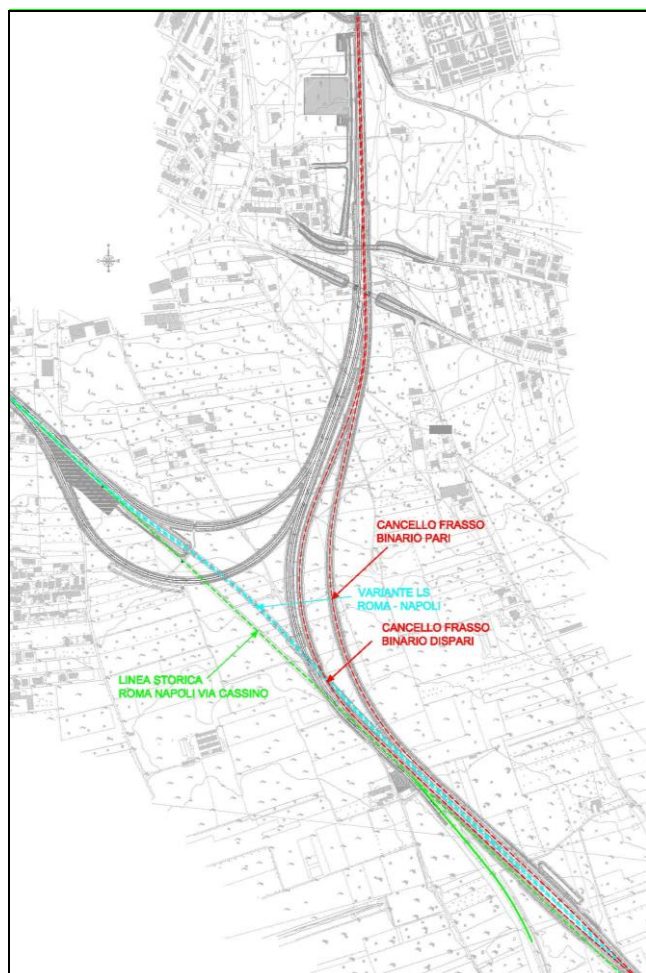 CANCELLO FRASSO
BINARIO PARI
VARIANTE LS
ROMA - NAPOLI
CANCELLO FRASSO
BINARIO DISPARI
LINEA STORICA
ROMA NAPOLI VIA CASSINO